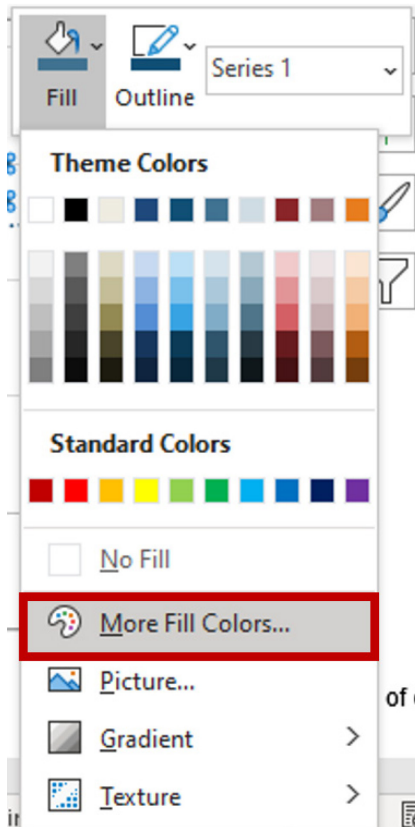 Series 1
Fill
Outline
Theme Colors
Standard Colors
No Fill
More Fill Colors...
Picture...
of
Gradient
Texture